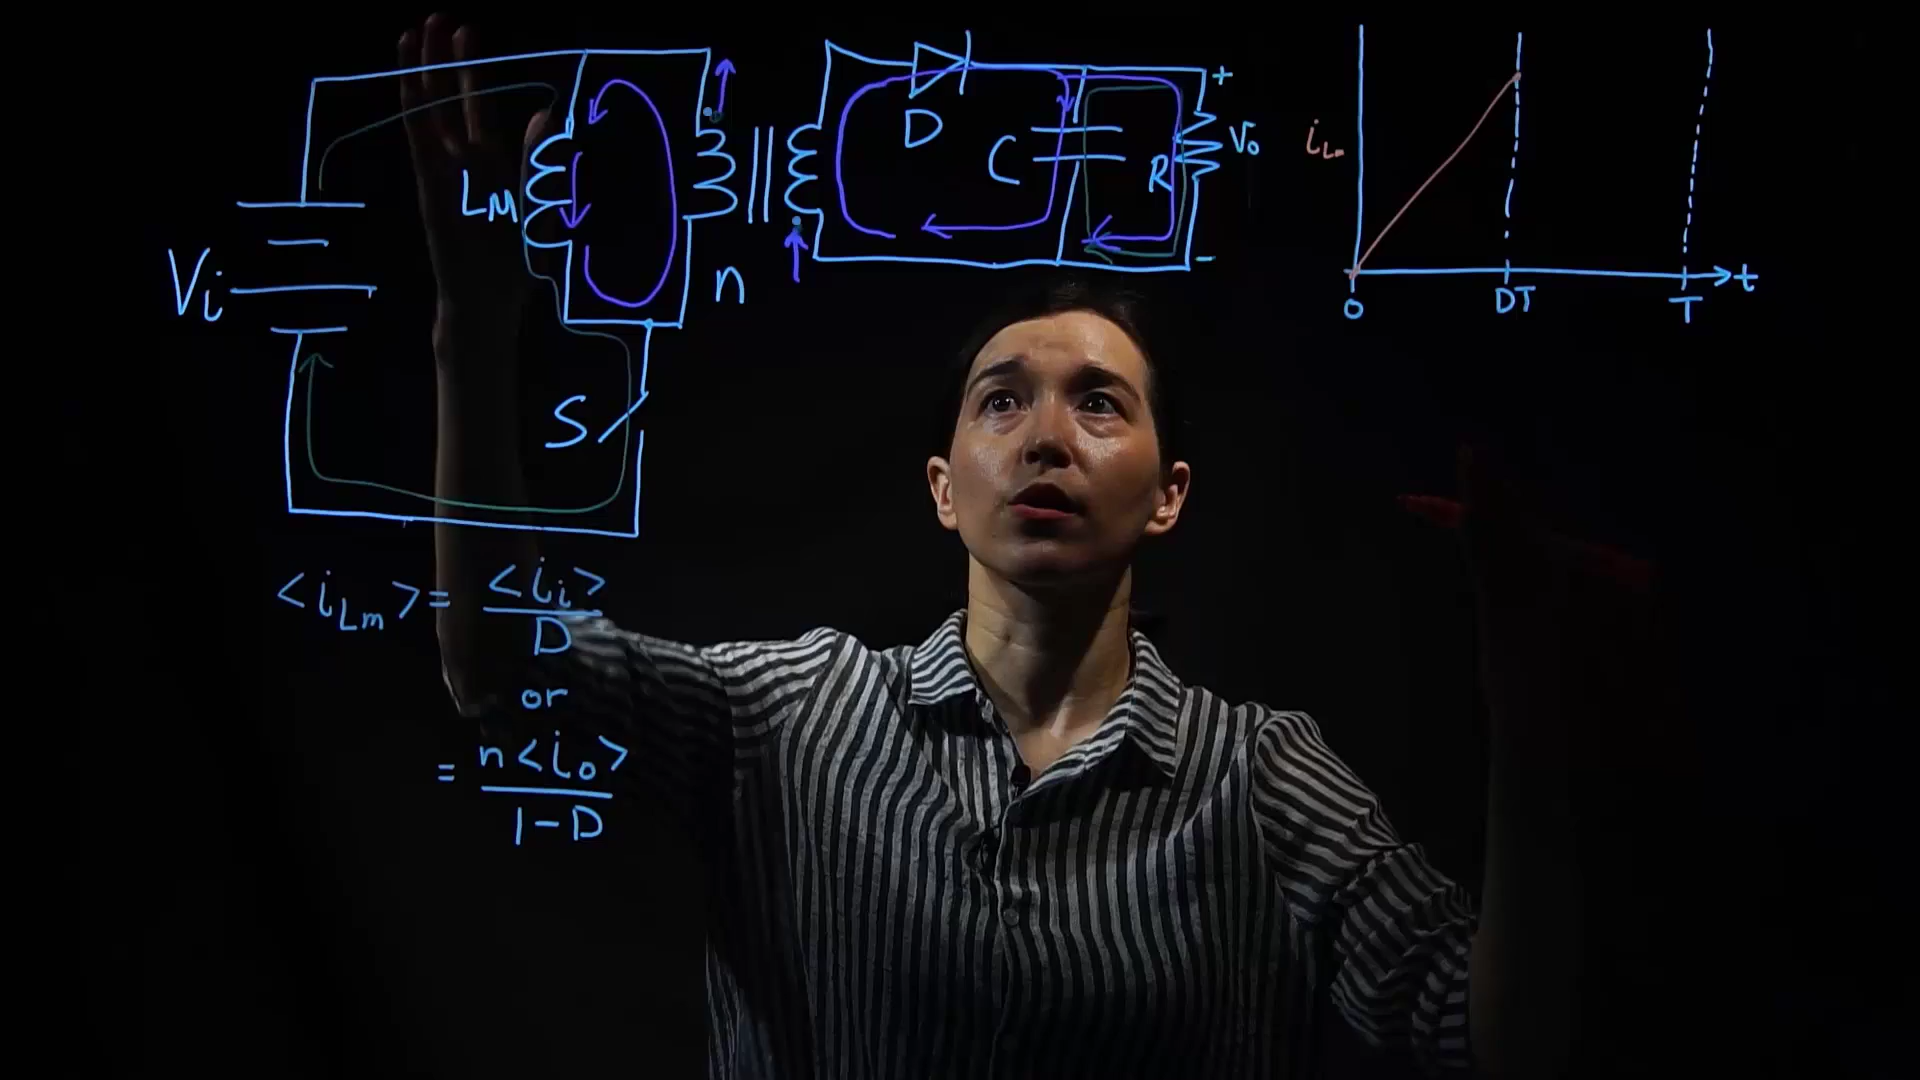 Vi
LM
n
S
D
C
R
+
Vo
-
iLm
0
DT
T
t
<iLm> = <ii>
D
or
= n<io>
1-D